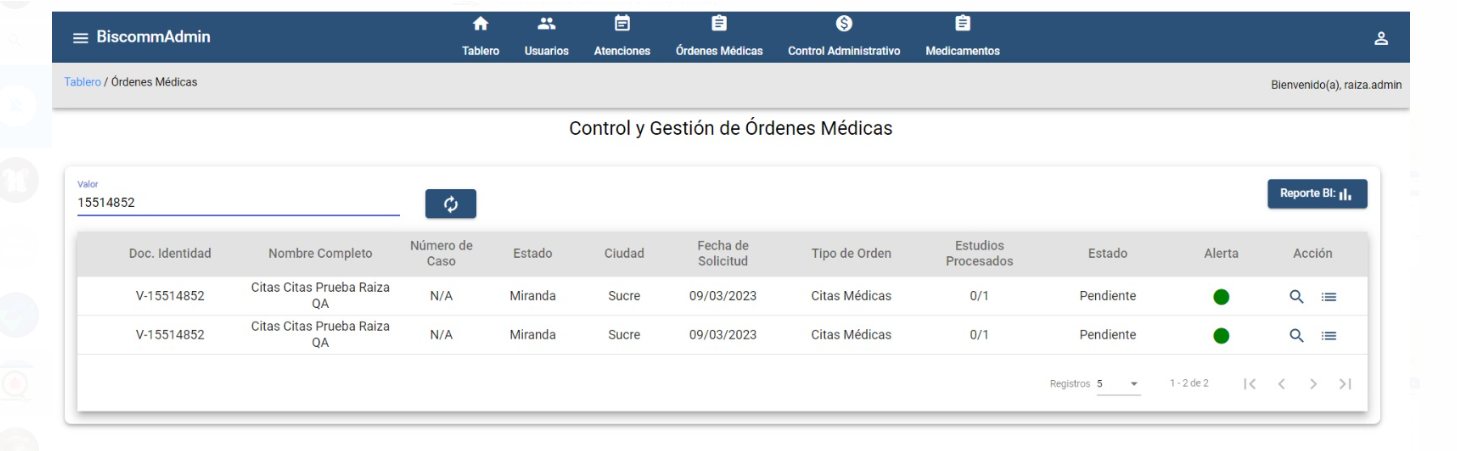 BiscommAdmin
Tablero Usuarios Atenciones Órdenes Médicas Control Administrativo Medicamentos
Tablero / Órdenes Médicas
Bienvenido(a), raiza.admin
Control y Gestión de Órdenes Médicas
Valor
15514852
Reporte BI:
Doc. Identidad Nombre Completo Número de Caso Estado Ciudad Fecha de Solicitud Tipo de Orden Estudios Procesados Estado Alerta Acción
V-15514852 Citas Citas Prueba Raiza QA N/A Miranda Sucre 09/03/2023 Citas Médicas 0/1 Pendiente
V-15514852 Citas Citas Prueba Raiza QA N/A Miranda Sucre 09/03/2023 Citas Médicas 0/1 Pendiente
Registros 5 1 - 2 de 2